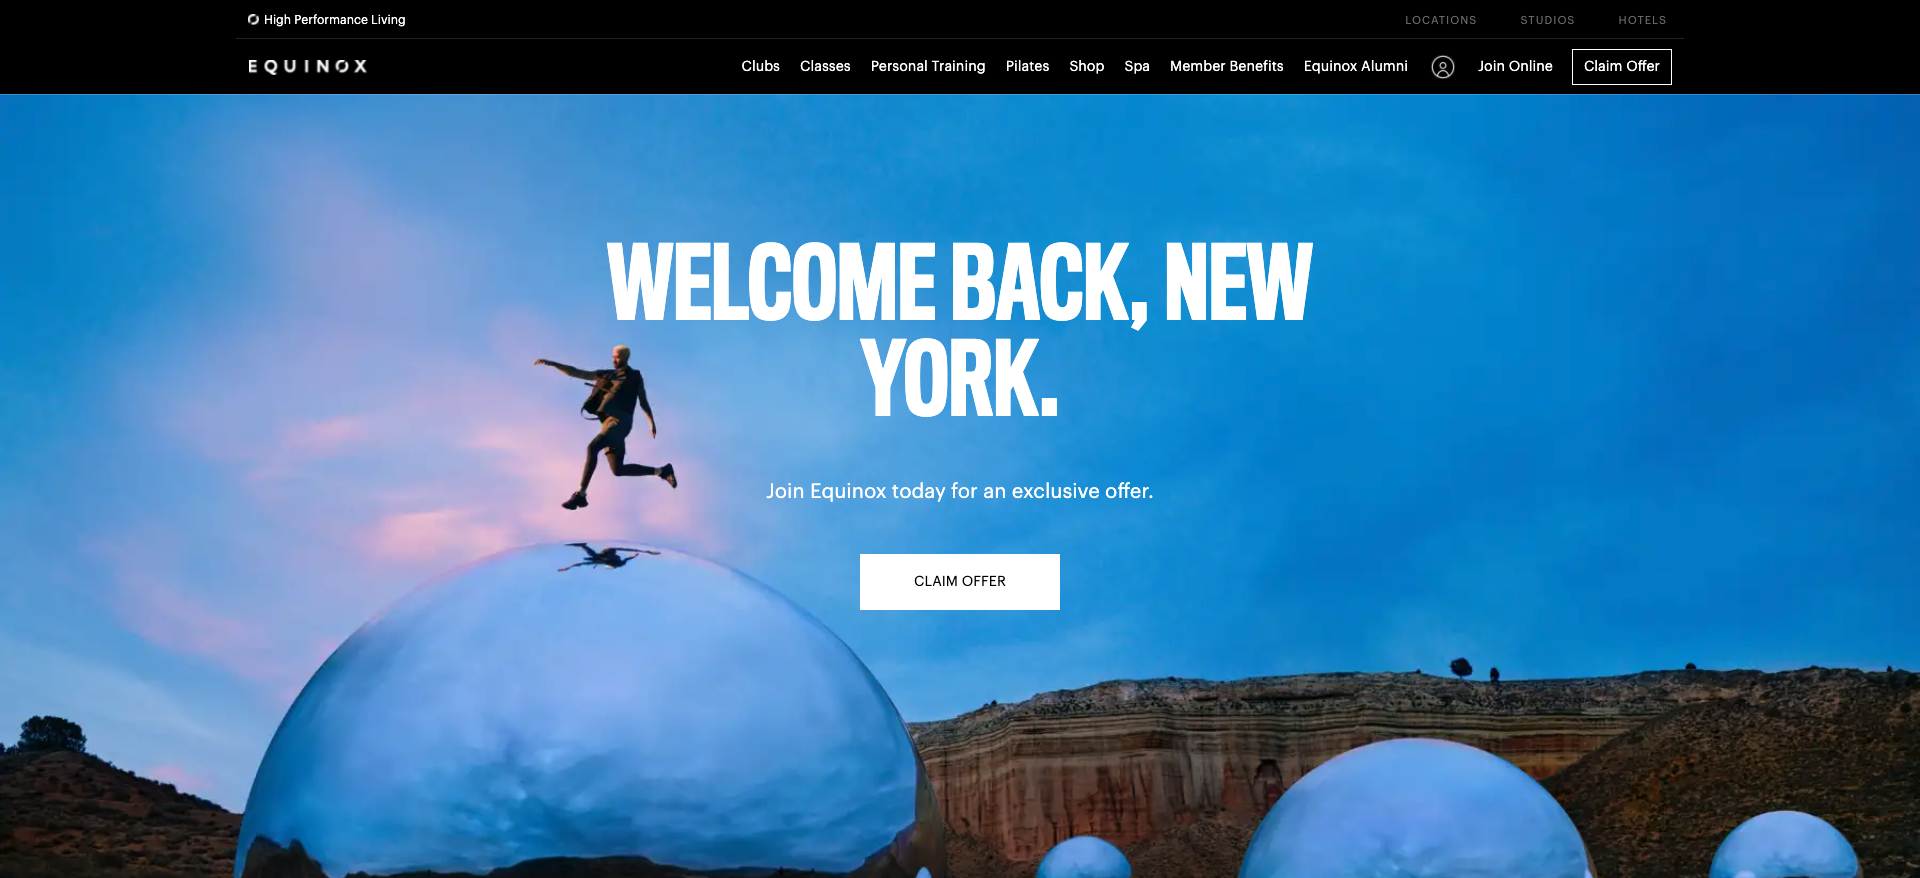 High Performance Living
LOCATIONS STUDIOS HOTELS
EQUINOX
Clubs Classes Personal Training Pilates Shop Spa Member Benefits Equinox Alumni Join Online Claim Offer
WELCOME BACK, NEW
YORK.
Join Equinox today for an exclusive offer.
CLAIM OFFER